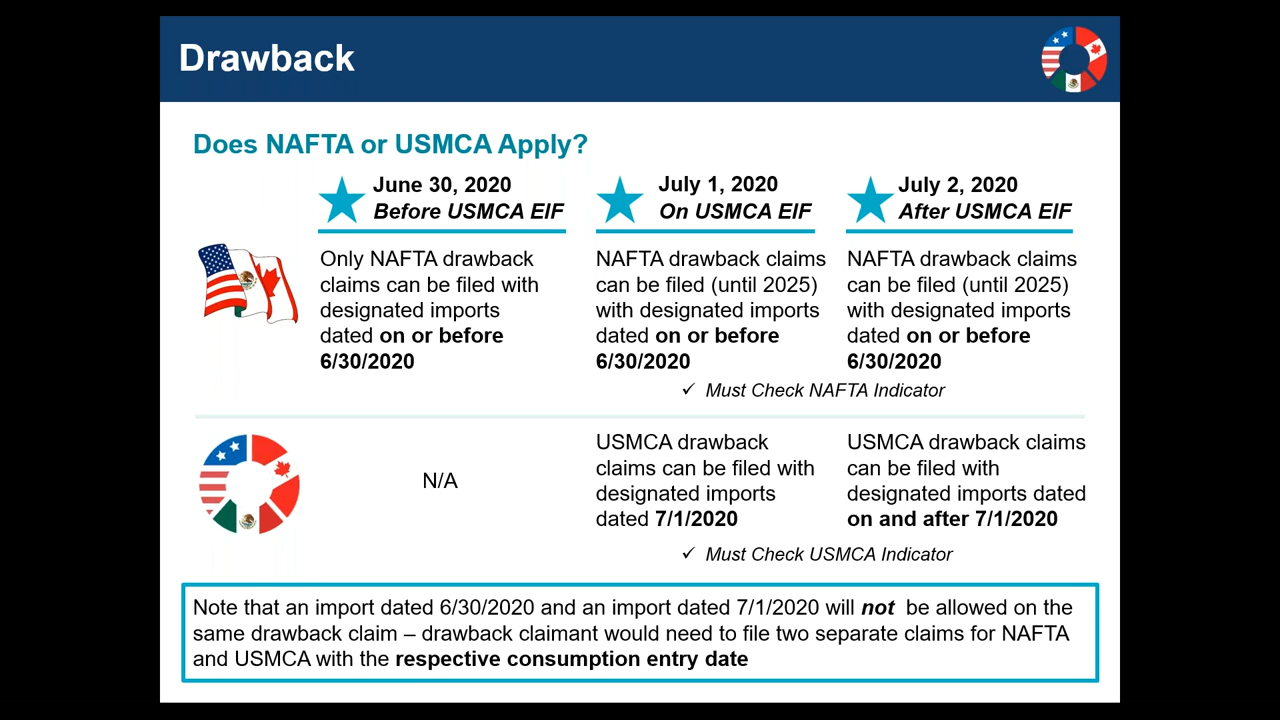 Drawback
Does NAFTA or USMCA Apply?
June 30, 2020
Before USMCA EIF
July 1, 2020
On USMCA EIF
July 2, 2020
After USMCA EIF
Only NAFTA drawback
claims can be filed with
designated imports
dated on or before
6/30/2020
NAFTA drawback claims
can be filed (until 2025)
with designated imports
dated on or before
6/30/2020
NAFTA drawback claims
can be filed (until 2025)
with designated imports
dated on or before
6/30/2020
✓ Must Check NAFTA Indicator
N/A
USMCA drawback
claims can be filed with
designated imports
dated 7/1/2020
USMCA drawback claims
can be filed with
designated imports dated
on and after 7/1/2020
✓ Must Check USMCA Indicator
Note that an import dated 6/30/2020 and an import dated 7/1/2020 will not be allowed on the
same drawback claim – drawback claimant would need to file two separate claims for NAFTA
and USMCA with the respective consumption entry date